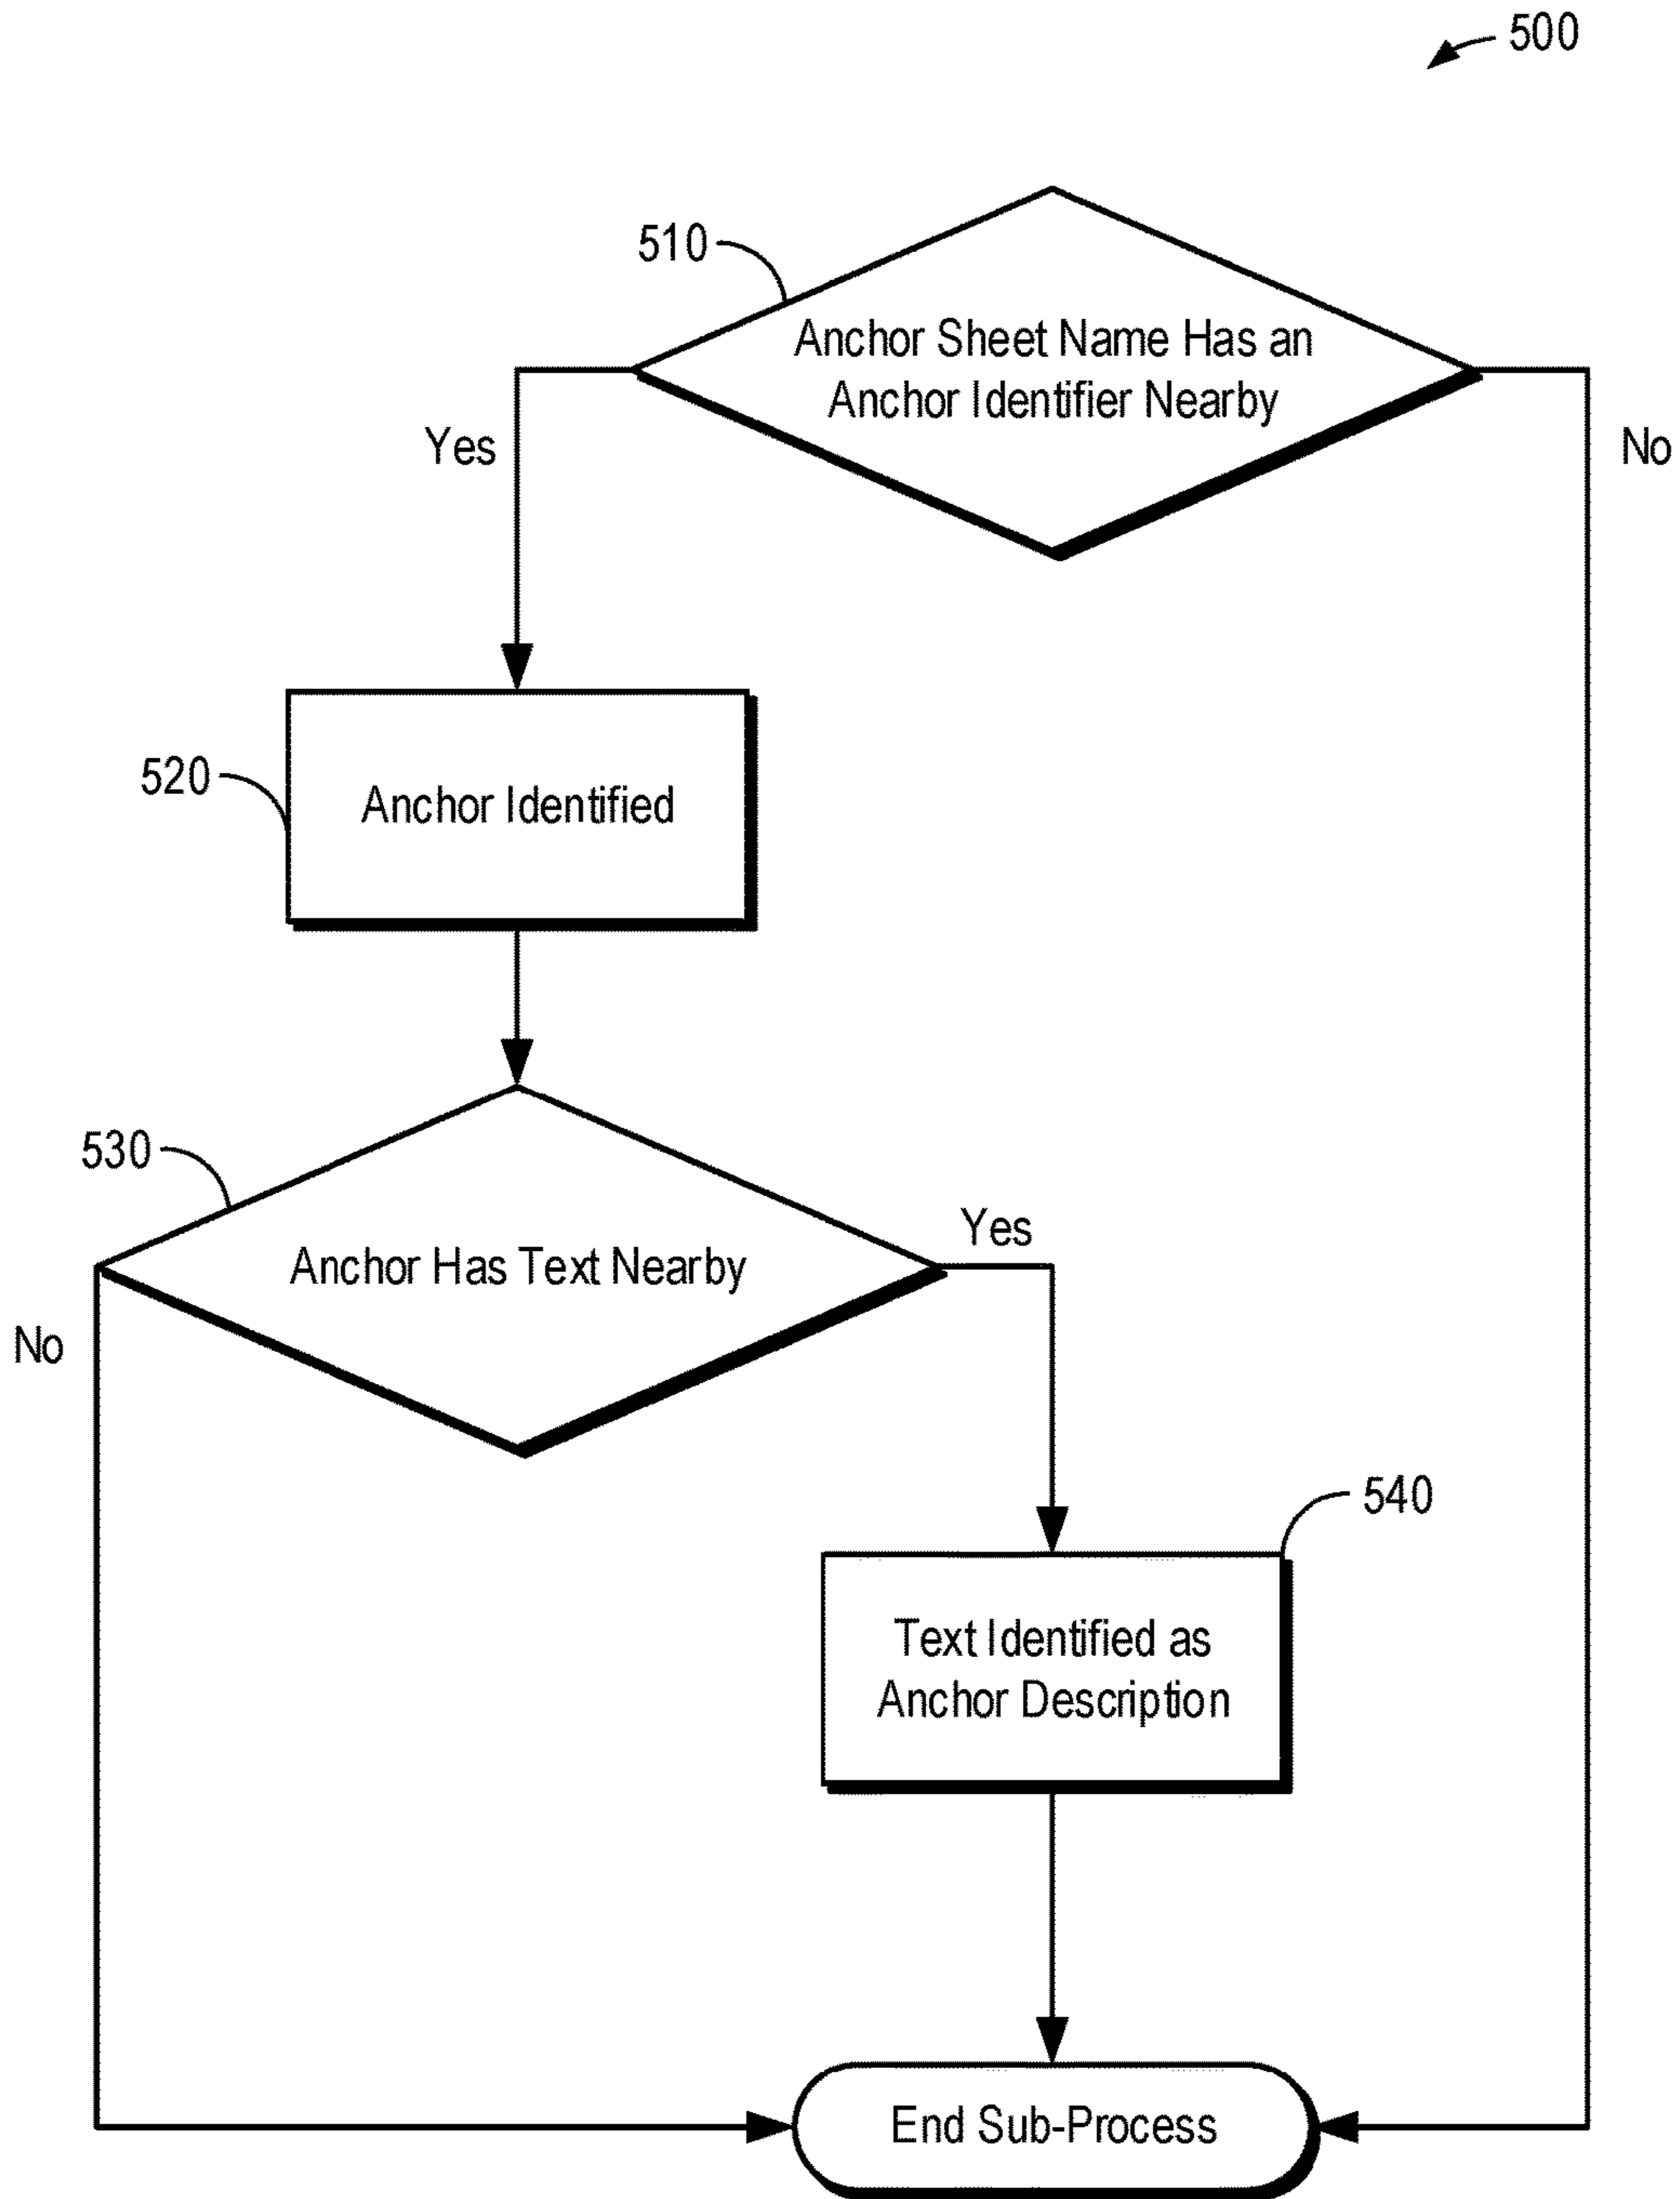 500
510
Anchor Sheet Name Has an
Anchor Identifier Nearby
Yes
No
520
Anchor Identified
530
Yes
Anchor Has Text Nearby
No
540
Text Identified as
Anchor Description
End Sub-Process